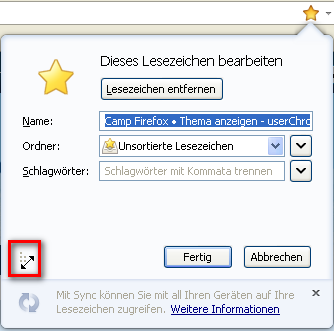 Dieses Lesezeichen bearbeiten
Lesezeichen entfernen
Name: Camp Firefox • Thema anzeigen - userChro
Ordner: Unsortierte Lesezeichen
Schlagwörter: Schlagwörter mit Kommata trennen
Fertig Abbrechen
Mit Sync können Sie mit all Ihren Geräten auf Ihre
Lesezeichen zugreifen. Weitere Informationen